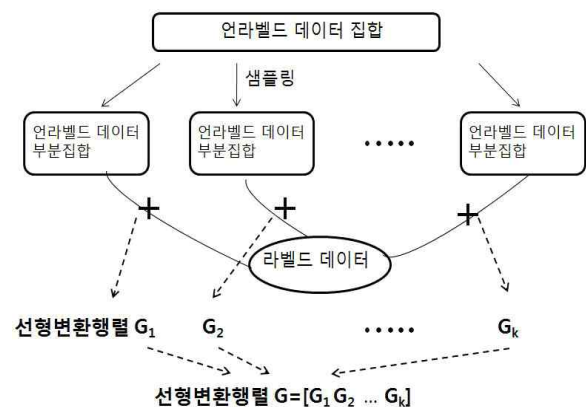 언라벨드 데이터 집합
샘플링
언라벨드 데이터
부분집합
언라벨드 데이터
부분집합
.....
언라벨드 데이터
부분집합
+
+
+
라벨드 데이터
선형변환행렬 G1 G2 ..... Gk
선형변환행렬 G=[G1 G2 ... Gk]